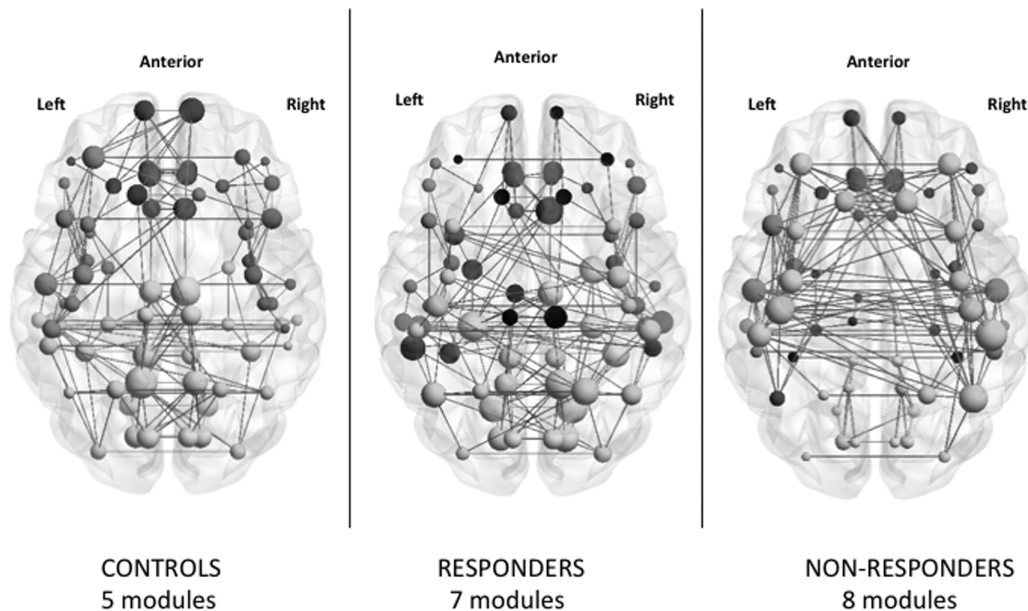 Anterior
Left
Right
CONTROLS
5 modules
Anterior
Left
Right
RESPONDERS
7 modules
Anterior
Left
Right
NON-RESPONDERS
8 modules